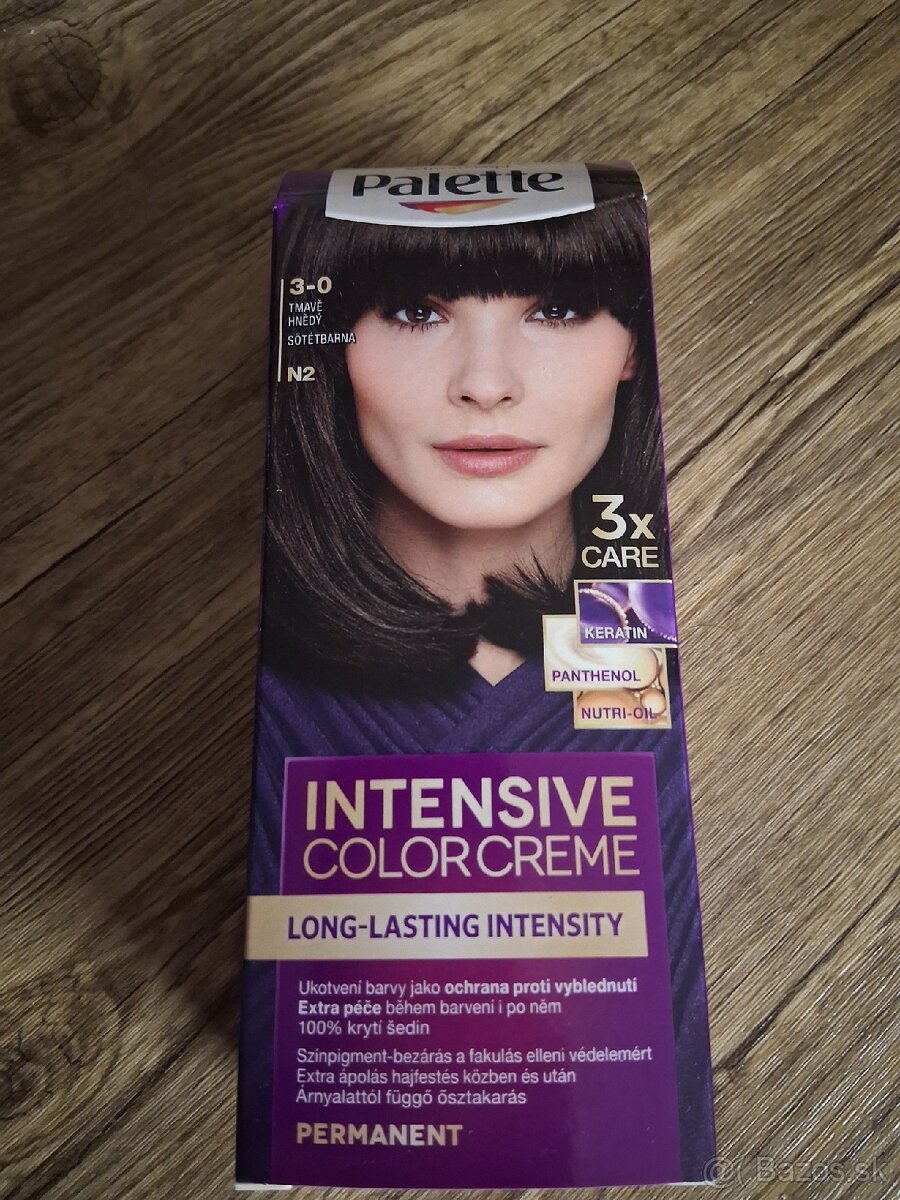 Palette
3-0
TMAVĚ
HNĚDÝ
SÖTÉTBARNA
N2
3x
CARE
KERATIN
PANTHENOL
NUTRI-OIL
INTENSIVE
COLOR CREME
LONG-LASTING INTENSITY
Ukotvení barvy jako ochrana proti vyblednutí
Extra péče během barvení i po něm
100% krytí šedin
Színpigment-bezárás a fakulás elleni védelemért
Extra ápolás hajfestés közben és után
Árnyalattól függő ősztakarás
PERMANENT
Bazos.sk